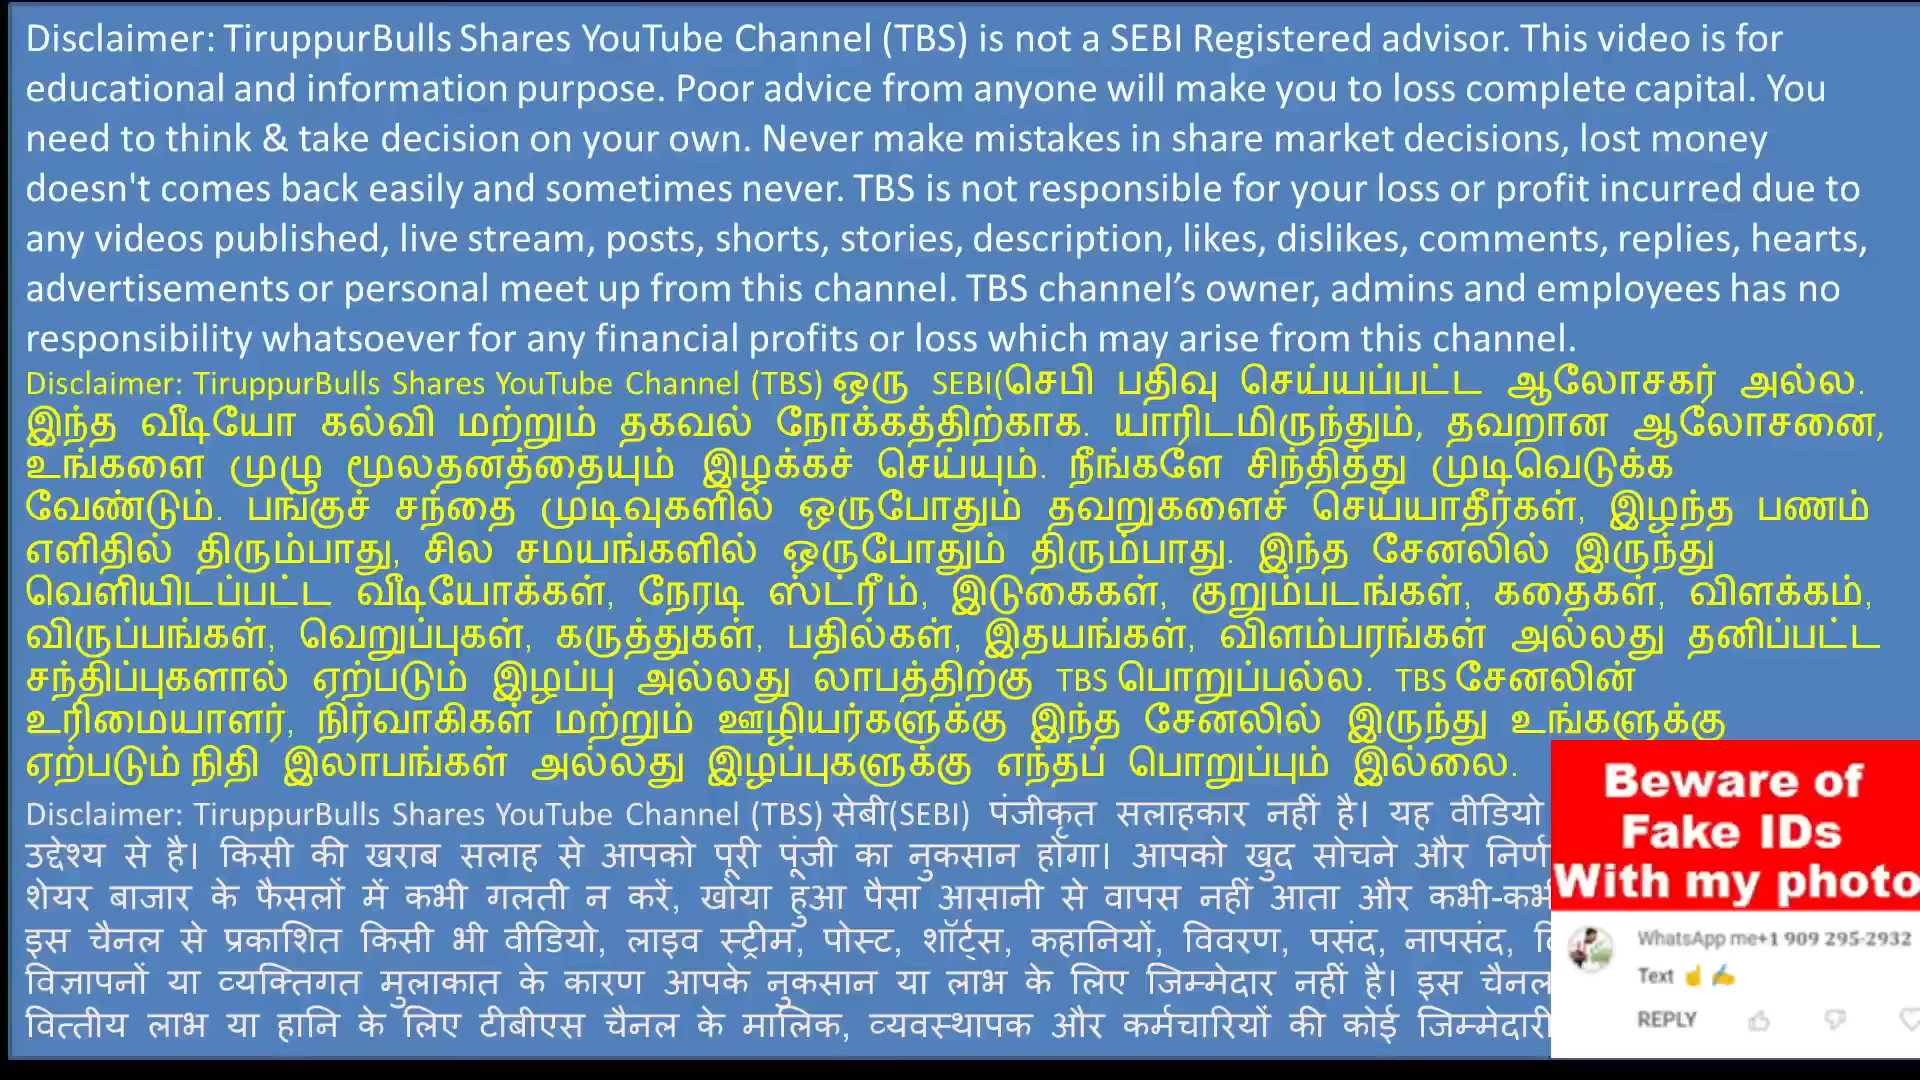 Disclaimer: TiruppurBulls Shares YouTube Channel (TBS) is not a SEBI Registered advisor. This video is for
educational and information purpose. Poor advice from anyone will make you to loss complete capital. You
need to think & take decision on your own. Never make mistakes in share market decisions, lost money
doesn't comes back easily and sometimes never. TBS is not responsible for your loss or profit incurred due to
any videos published, live stream, posts, shorts, stories, description, likes, dislikes, comments, replies, hearts,
advertisements or personal meet up from this channel. TBS channel’s owner, admins and employees has no
responsibility whatsoever for any financial profits or loss which may arise from this channel.
Disclaimer: TiruppurBulls Shares YouTube Channel (TBS) ஒரு SEBI(செபி பதிவு செய்யப்பட்ட ஆலோசகர் அல்ல.
இந்த வீடியோ கல்வி மற்றும் தகவல் நோக்கத்திற்காக. யாரிடமிருந்தும், தவறான ஆலோசனை,
உங்களை முழு மூலதனத்தையும் இழக்கச் செய்யும். நீங்களே சிந்தித்து முடிவெடுக்க
வேண்டும். பங்குச் சந்தை முடிவுகளில் ஒருபோதும் தவறுகளைச் செய்யாதீர்கள், இழந்த பணம்
எளிதில் திரும்பாது, சில சமயங்களில் ஒருபோதும் திரும்பாது. இந்த சேனலில் இருந்து
வெளியிடப்பட்ட வீடியோக்கள், நேரடி ஸ்ட்ரீம், இடுகைகள், குறும்படங்கள், கதைகள், விளக்கம்,
விருப்பங்கள், வெறுப்புகள், கருத்துகள், பதில்கள், இதயங்கள், விளம்பரங்கள் அல்லது தனிப்பட்ட
சந்திப்புகளால் ஏற்படும் இழப்பு அல்லது லாபத்திற்கு TBS பொறுப்பல்ல. TBS சேனலின்
உரிமையாளர், நிர்வாகிகள் மற்றும் ஊழியர்களுக்கு இந்த சேனலில் இருந்து உங்களுக்கு
ஏற்படும் நிதி இலாபங்கள் அல்லது இழப்புகளுக்கு எந்தப் பொறுப்பும் இல்லை.
Disclaimer: TiruppurBulls Shares YouTube Channel (TBS) सेबी(SEBI) पंजीकृत सलाहकार नहीं है। यह वीडियो
उद्देश्य से है। किसी की खराब सलाह से आपको पूरी पूंजी का नुकसान होगा। आपको खुद सोचने और निर्ण
शेयर बाजार के फैसलों में कभी गलती न करें, खोया हुआ पैसा आसानी से वापस नहीं आता और कभी-कभी
इस चैनल से प्रकाशित किसी भी वीडियो, लाइव स्ट्रीम, पोस्ट, शॉर्ट्स, कहानियों, विवरण, पसंद, नापसंद,
विज्ञापनों या व्यक्तिगत मुलाकात के कारण आपके नुकसान या लाभ के लिए जिम्मेदार नहीं है। इस चैनल
वित्तीय लाभ या हानि के लिए टीबीएस चैनल के मालिक, व्यवस्थापक और कर्मचारियों की कोई जिम्मेदारी
Beware of
Fake IDs
With my photo
WhatsApp me+1 909 295-2932
Text ☝️✍️
REPLY